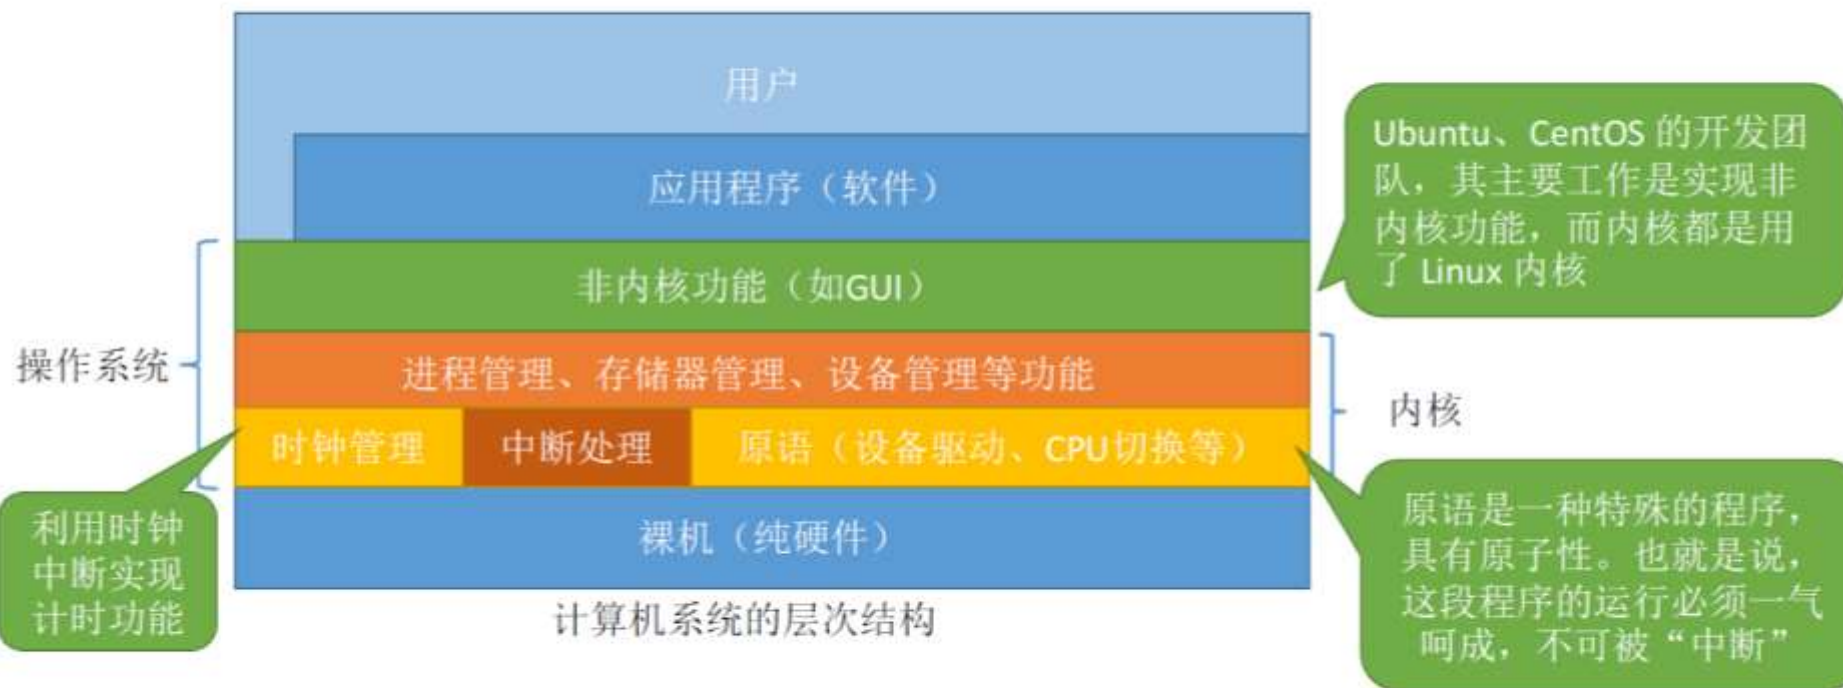 用户
应用程序（软件）
Ubuntu、CentOS 的开发团
队，其主要工作是实现非
内核功能，而内核都是用
了 Linux 内核
非内核功能（如GUI）
操作系统
进程管理、存储器管理、设备管理等功能
内核
时钟管理
中断处理
原语（设备驱动、CPU切换等）
利用时钟
中断实现
计时功能
裸机（纯硬件）
原语是一种特殊的程序，
具有原子性。也就是说，
这段程序的运行必须一气
呵成，不可被“中断”
计算机系统的层次结构